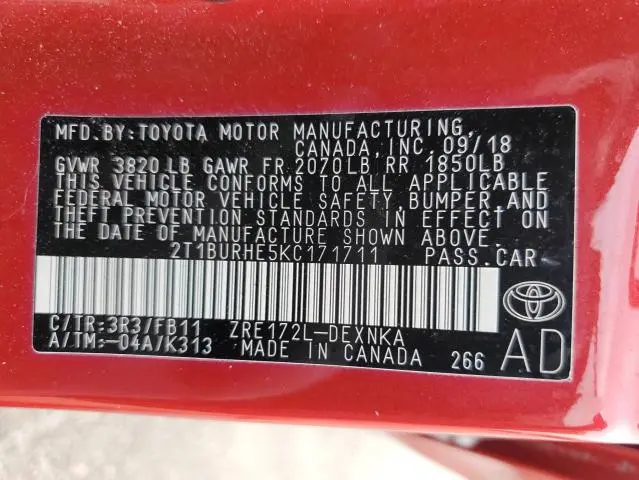 MFD. BY: TOYOTA MOTOR MANUFACTURING,
CANADA, INC. 09/18
GVWR 3820 LB GAWR FR 2070LB, RR 1850LB
THIS VEHICLE CONFORMS TO ALL APPLICABLE
FEDERAL MOTOR VEHICLE SAFETY, BUMPER, AND
THEFT PREVENTION STANDARDS IN EFFECT ON
THE DATE OF MANUFACTURE SHOWN ABOVE.
2T1BURHE5KC171711 PASS. CAR
C/TR: 3R3/FB11 ZRE172L-DEXNKA
A/TM: -04A/K313 MADE IN CANADA 266 AD